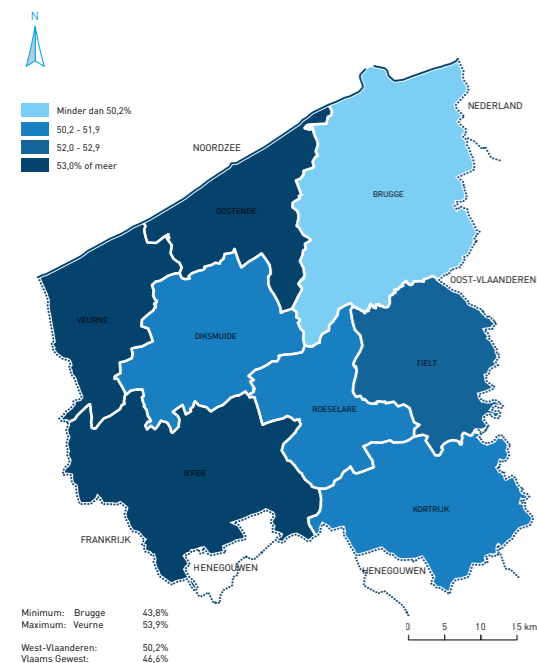 N
Minder dan 50,2%
50,2 - 51,9
52,0 - 52,9
53,0% of meer
NOORDZEE
NEDERLAND
BRUGGE
OOSTENDE
OOST-VLAANDEREN
VEURNE
DIKSMUIDE
TIELT
ROESELARE
IEPER
KORTRIJK
FRANKRIJK
HENEGOUWEN
HENEGOUWEN
Minimum: Brugge 43,8%
Maximum: Veurne 53,9%
West-Vlaanderen: 50,2%
Vlaams Gewest: 46,6%
0 5 10 15 km